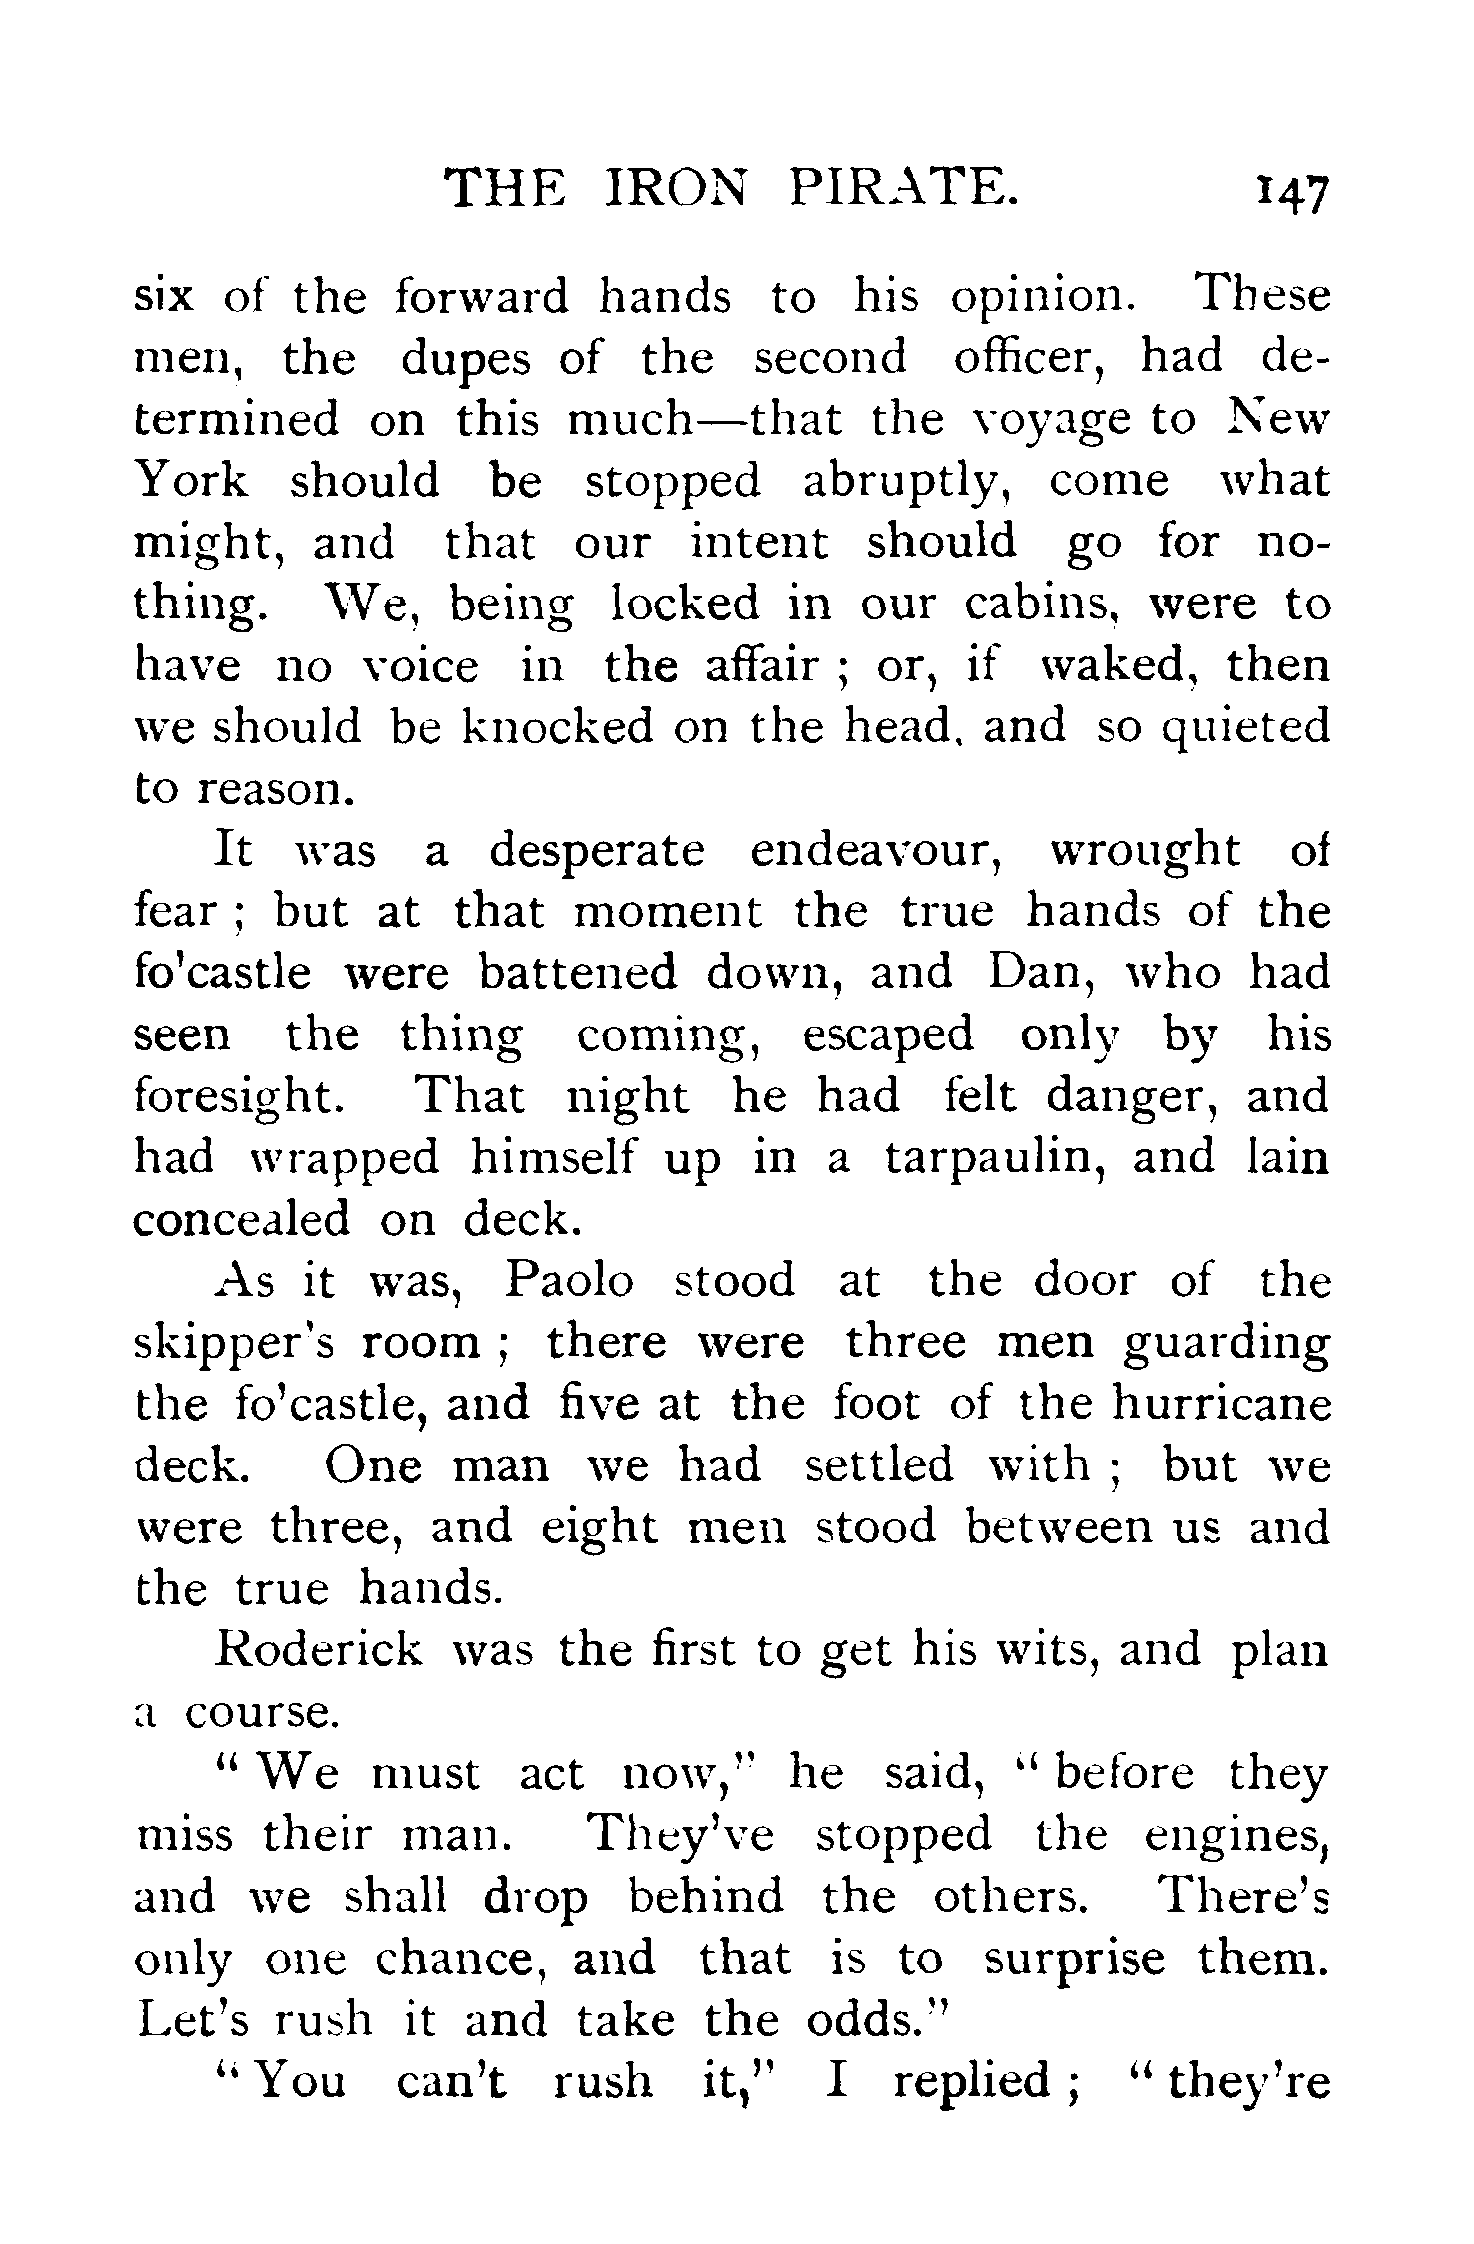 THE IRON PIRATE. 147
six of the forward hands to his opinion. These
men, the dupes of the second officer, had de-
termined on this much—that the voyage to New
York should be stopped abruptly, come what
might, and that our intent should go for no-
thing. We, being locked in our cabins, were to
have no voice in the affair ; or, if waked, then
we should be knocked on the head, and so quieted
to reason.
It was a desperate endeavour, wrought of
fear ; but at that moment the true hands of the
fo'castle were battened down, and Dan, who had
seen the thing coming, escaped only by his
foresight. That night he had felt danger, and
had wrapped himself up in a tarpaulin, and lain
concealed on deck.
As it was, Paolo stood at the door of the
skipper's room ; there were three men guarding
the fo'castle, and five at the foot of the hurricane
deck. One man we had settled with ; but we
were three, and eight men stood between us and
the true hands.
Roderick was the first to get his wits, and plan
a course.
“ We must act now,” he said, “ before they
miss their man. They've stopped the engines,
and we shall drop behind the others. There's
only one chance, and that is to surprise them.
Let's rush it and take the odds.”
“ You can't rush it,” I replied ; “ they're